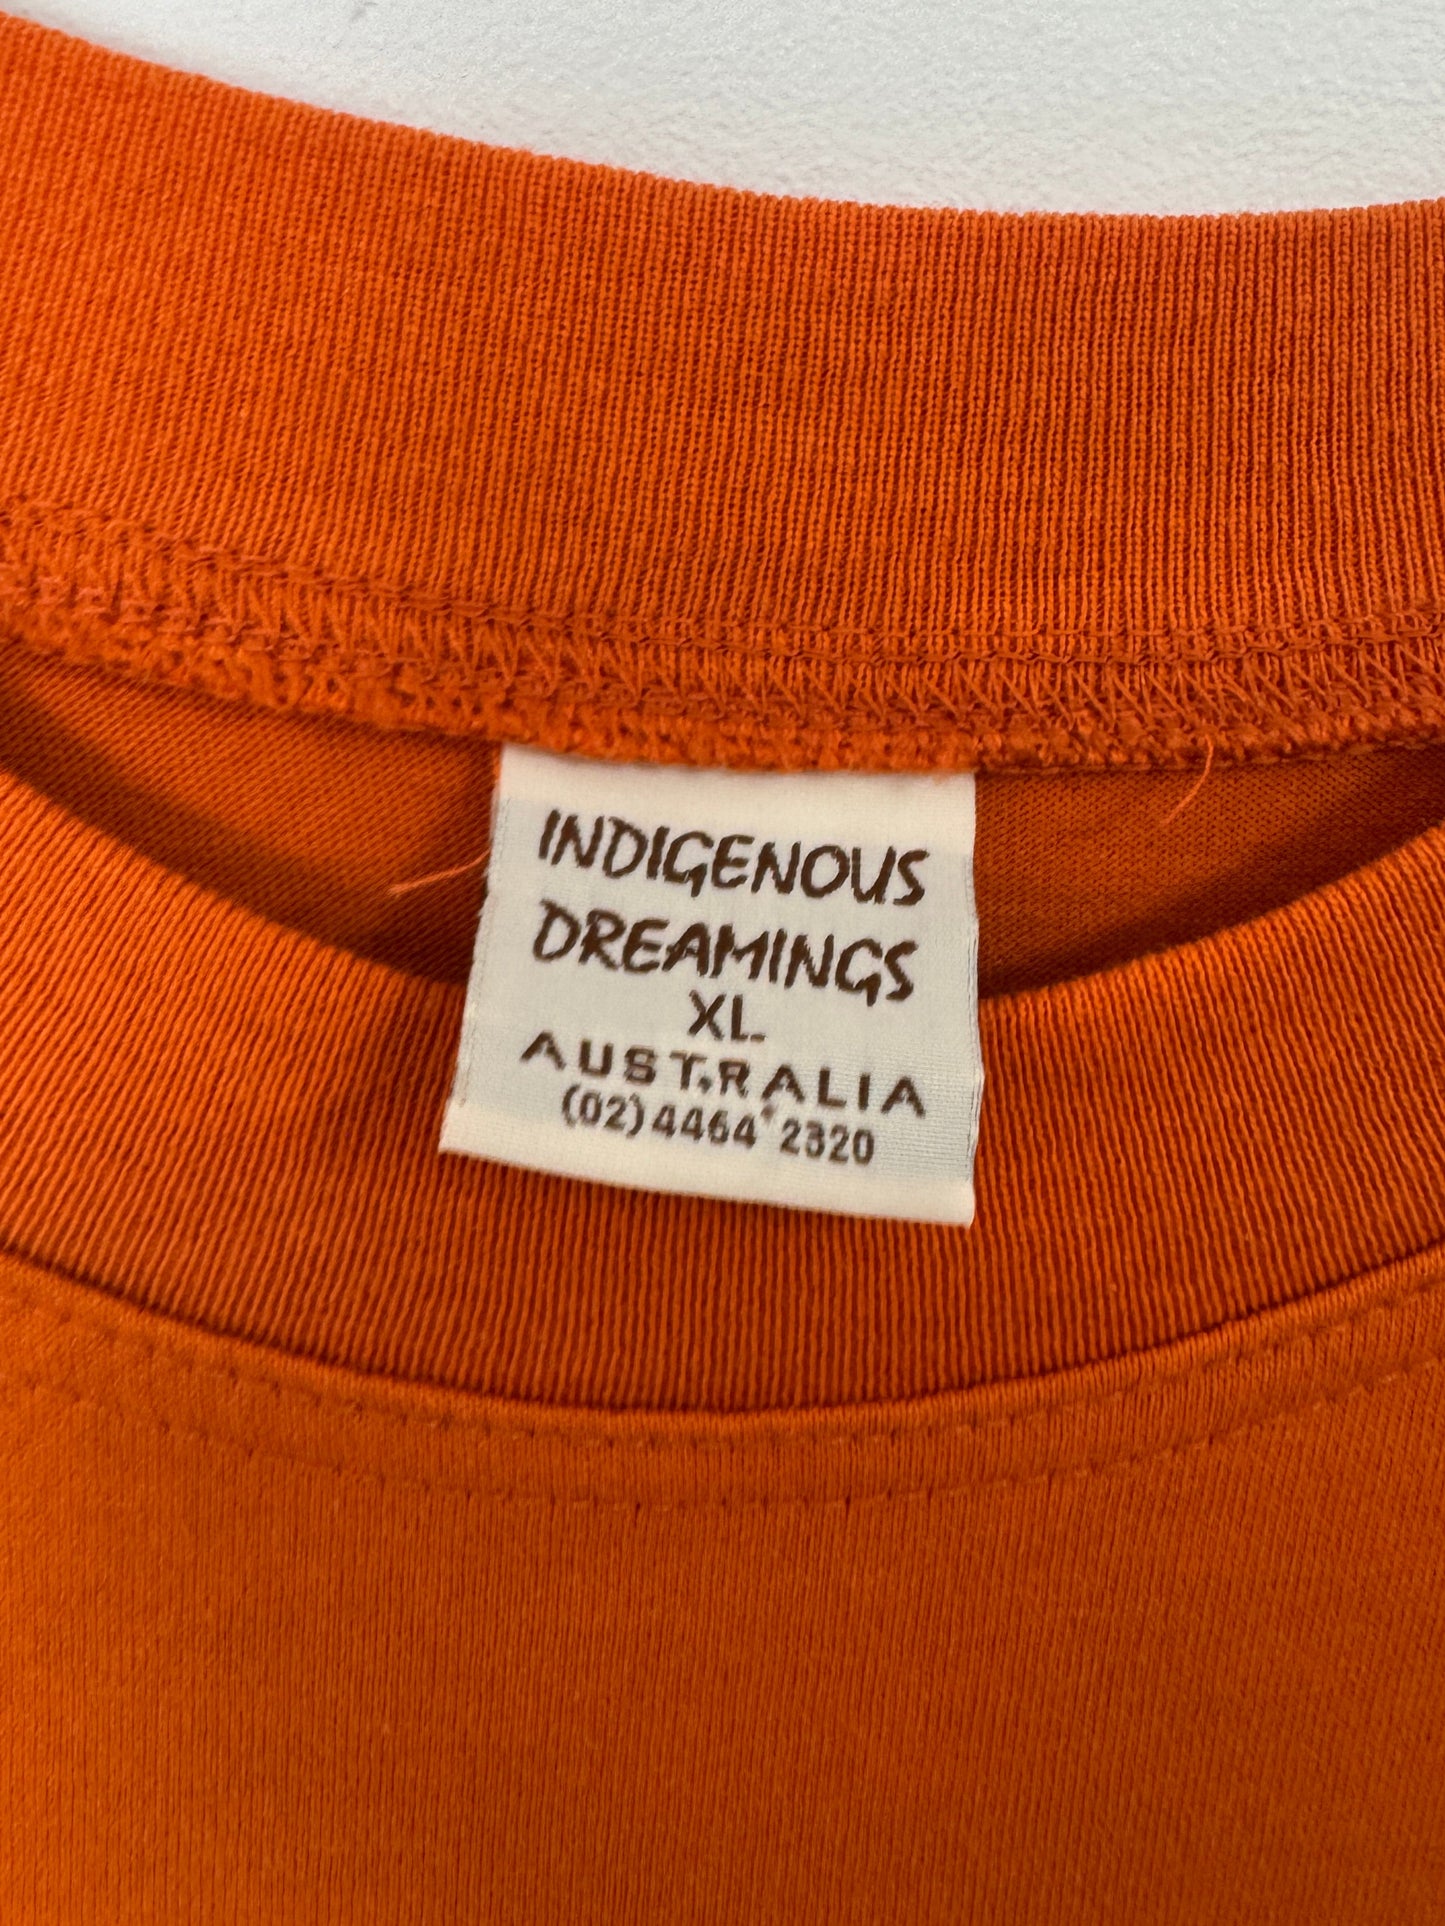 INDIGENOUS
DREAMINGS
XL
AUSTRALIA
(02) 4464 2320